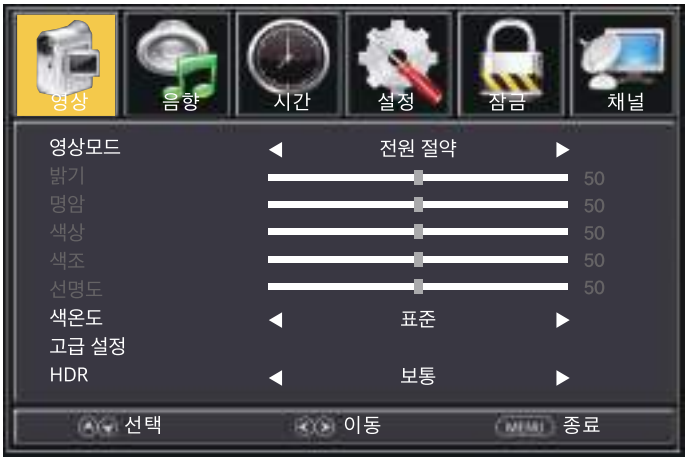 영상 음향 시간 설정 잠금 채널
영상모드 전원 절약
밝기 50
명암 50
색상 50
색조 50
선명도 50
색온도 표준
고급 설정
HDR 보통
선택 이동 MENU 종료